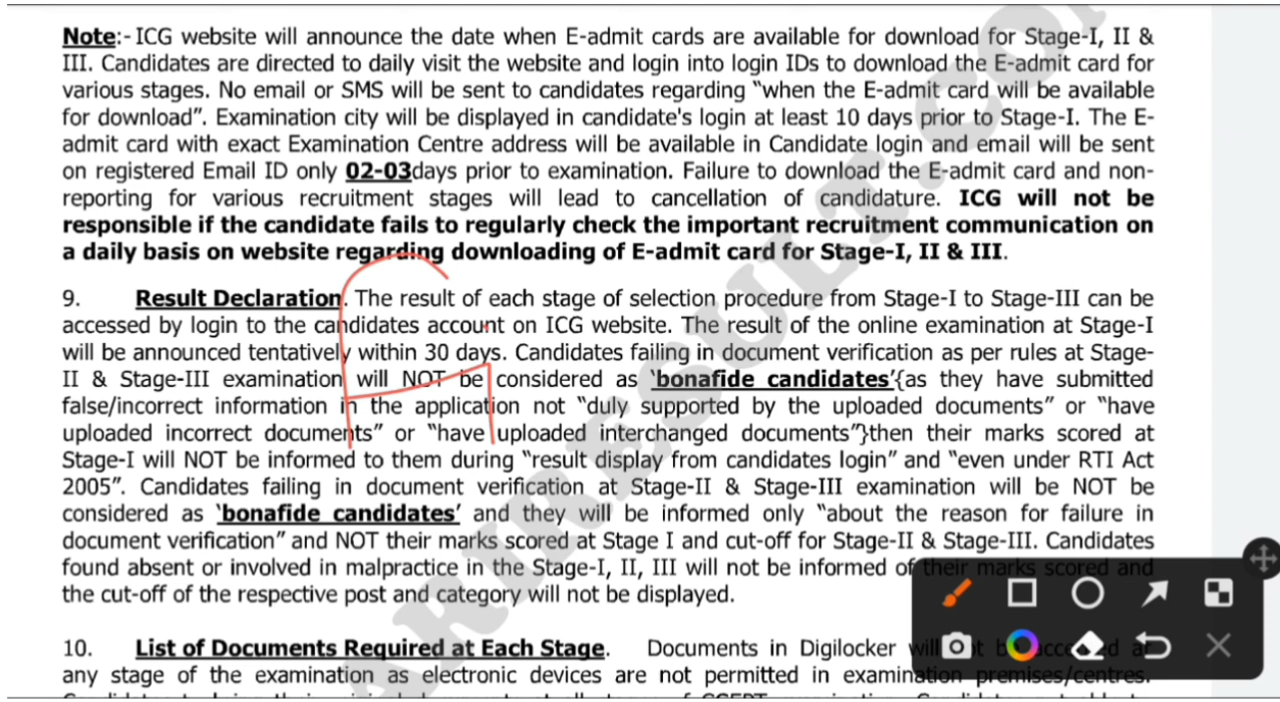 Note:- ICG website will announce the date when E-admit cards are available for download for Stage-I, II &
III. Candidates are directed to daily visit the website and login into login IDs to download the E-admit card for
various stages. No email or SMS will be sent to candidates regarding "when the E-admit card will be available
for download". Examination city will be displayed in candidate's login at least 10 days prior to Stage-I. The E-
admit card with exact Examination Centre address will be available in Candidate login and email will be sent
on registered Email ID only 02-03days prior to examination. Failure to download the E-admit card and non-
reporting for various recruitment stages will lead to cancellation of candidature. ICG will not be
responsible if the candidate fails to regularly check the important recruitment communication on
a daily basis on website regarding downloading of E-admit card for Stage-I, II & III.
9. Result Declaration. The result of each stage of selection procedure from Stage-I to Stage-III can be
accessed by login to the candidates account on ICG website. The result of the online examination at Stage-I
will be announced tentatively within 30 days. Candidates failing in document verification as per rules at Stage-
II & Stage-III examination will NOT be considered as 'bonafide candidates'{as they have submitted
false/incorrect information in the application not "duly supported by the uploaded documents" or "have
uploaded incorrect documents" or "have uploaded interchanged documents"}then their marks scored at
Stage-I will NOT be informed to them during "result display from candidates login" and "even under RTI Act
2005". Candidates failing in document verification at Stage-II & Stage-III examination will be NOT be
considered as 'bonafide candidates' and they will be informed only "about the reason for failure in
document verification" and NOT their marks scored at Stage I and cut-off for Stage-II & Stage-III. Candidates
found absent or involved in malpractice in the Stage-I, II, III will not be informed of their marks scored and
the cut-off of the respective post and category will not be displayed.
10. List of Documents Required at Each Stage. Documents in Digilocker will
any stage of the examination as electronic devices are not permitted in examination premises/centres.
ARIRESULT.CO